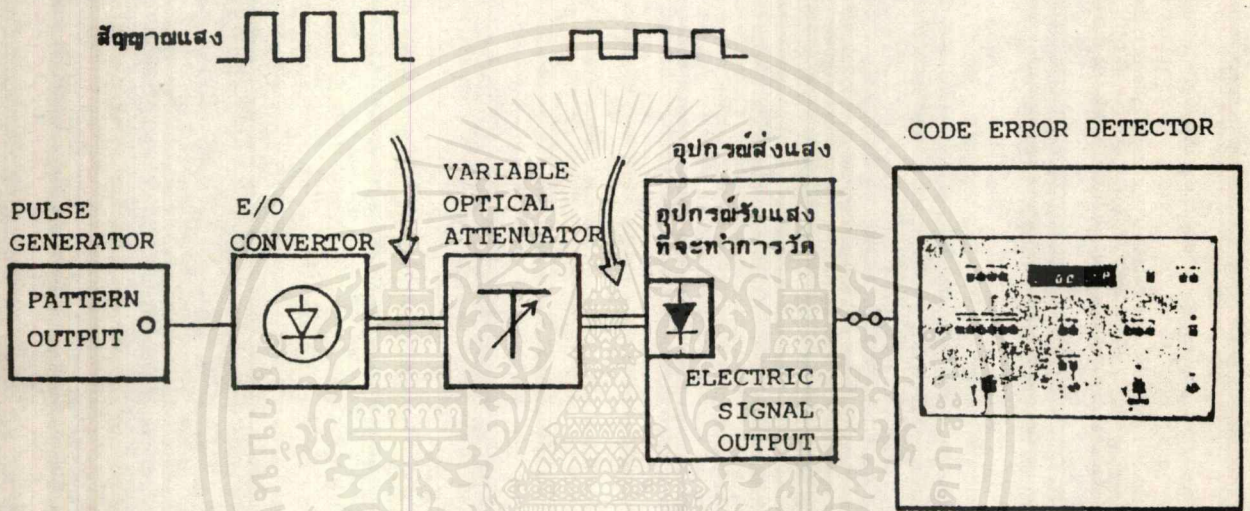 สัญญาณแสง
CODE ERROR DETECTOR
อุปกรณ์ส่งแสง
VARIABLE
OPTICAL
ATTENUATOR
E/O
CONVERTOR
PULSE
GENERATOR
อุปกรณ์รับแสง
ที่จะทำการวัด
PATTERN
OUTPUT
ELECTRIC
SIGNAL
OUTPUT